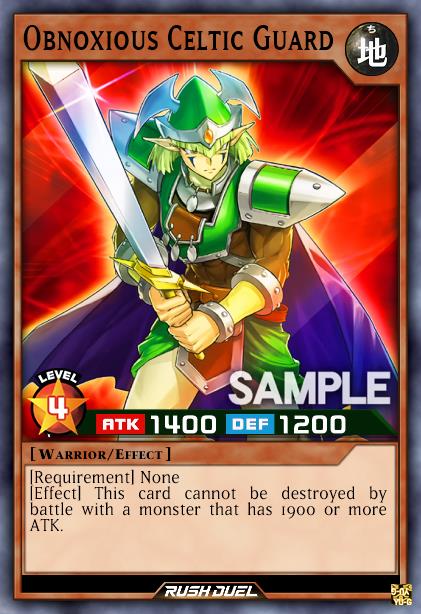 Obnoxious Celtic Guard
ち
地
SAMPLE
LEVEL
4
ATK 1400 DEF 1200
[Warrior/Effect]
[Requirement] None
[Effect] This card cannot be destroyed by
battle with a monster that has 1900 or more
ATK.
RUSH DUEL